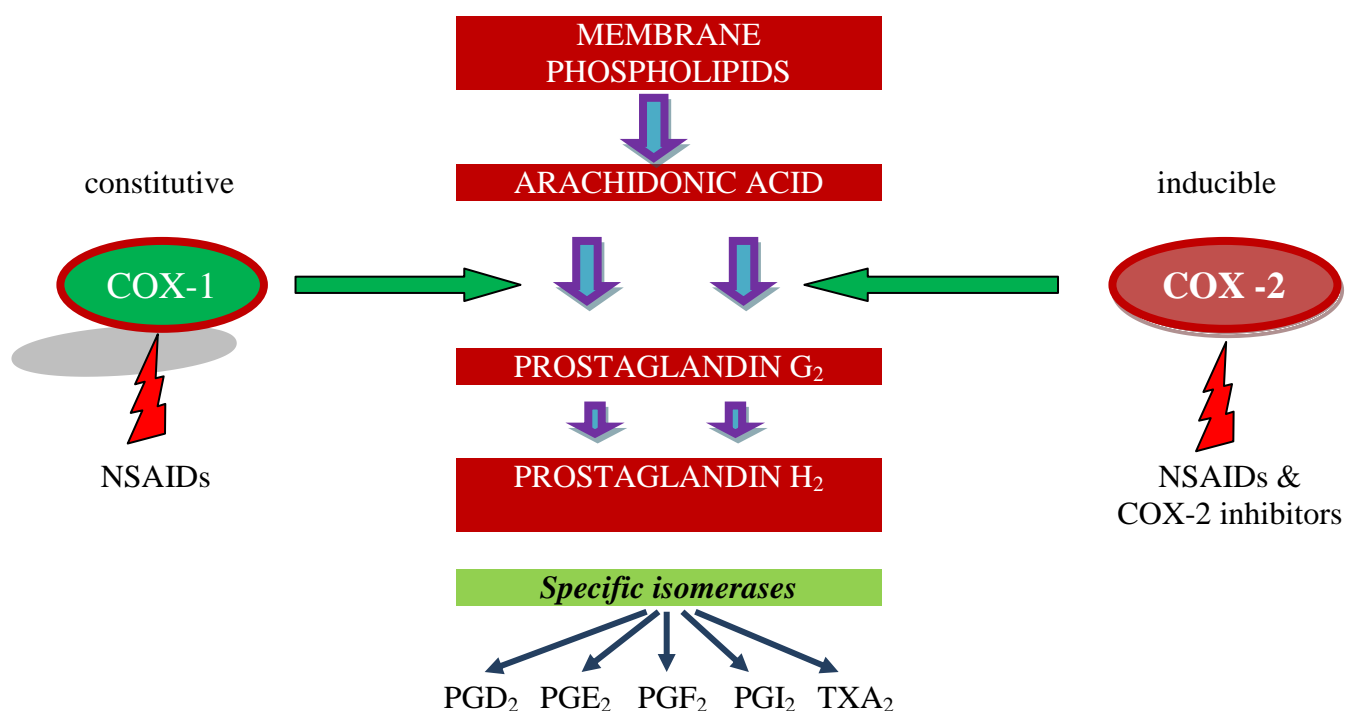 MEMBRANE
PHOSPHOLIPIDS
ARACHIDONIC ACID
constitutive
inducible
COX-1
COX -2
PROSTAGLANDIN G₂
PROSTAGLANDIN H₂
NSAIDs
NSAIDs &
COX-2 inhibitors
Specific isomerases
PGD₂ PGE₂ PGF₂ PGI₂ TXA₂